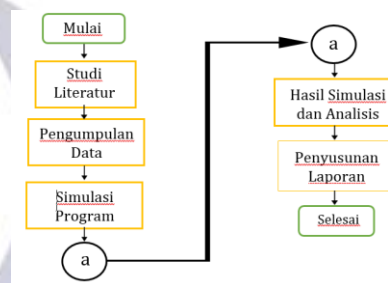 Mulai
Studi
Literatur
Pengumpulan
Data
Simulasi
Program
a
a
Hasil Simulasi
dan Analisis
Penyusunan
Laporan
Selesai